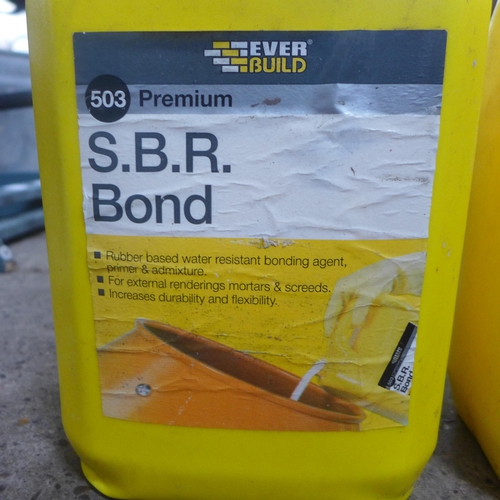 EVER
BUILD
503 Premium
S.B.R.
Bond
Rubber based water resistant bonding agent,
primer & admixture.
For external renderings mortars & screeds.
Increases durability and flexibility.
S.B.R.
Bond